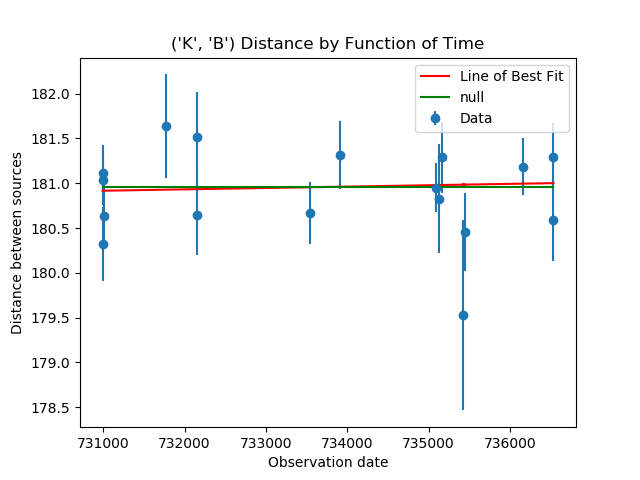 ('K', 'B') Distance by Function of Time
Line of Best Fit
null
Data
Distance between sources
182.0
181.5
181.0
180.5
180.0
179.5
179.0
178.5
731000 732000 733000 734000 735000 736000
Observation date